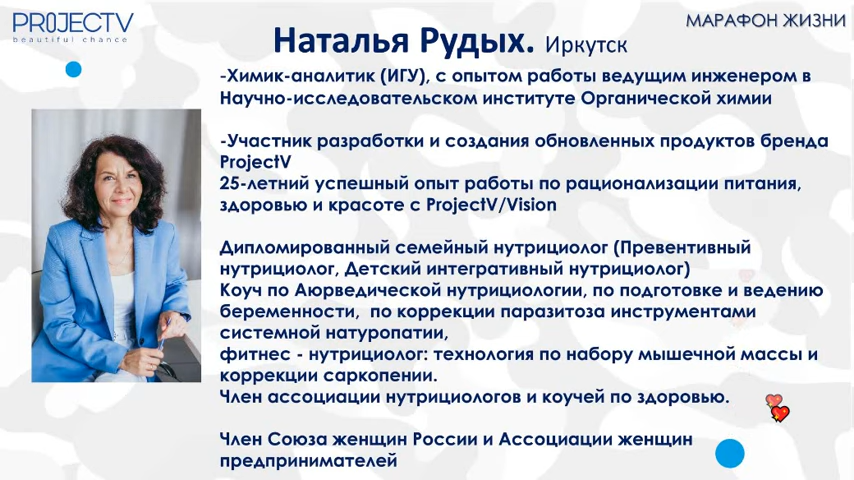 PROJECTV
beautiful chance
МАРАФОН ЖИЗНИ
Наталья Рудых. Иркутск
-Химик-аналитик (ИГУ), с опытом работы ведущим инженером в
Научно-исследовательском институте Органической химии
-Участник разработки и создания обновленных продуктов бренда
ProjectV
25-летний успешный опыт работы по рационализации питания,
здоровью и красоте с ProjectV/Vision
Дипломированный семейный нутрициолог (Превентивный
нутрициолог, Детский интегративный нутрициолог)
Коуч по Аюрведической нутрициологии, по подготовке и ведению
беременности,  по коррекции паразитоза инструментами
системной натуропатии,
фитнес - нутрициолог: технология по набору мышечной массы и
коррекции саркопении.
Член ассоциации нутрициологов и коучей по здоровью.
Член Союза женщин России и Ассоциации женщин
предпринимателей